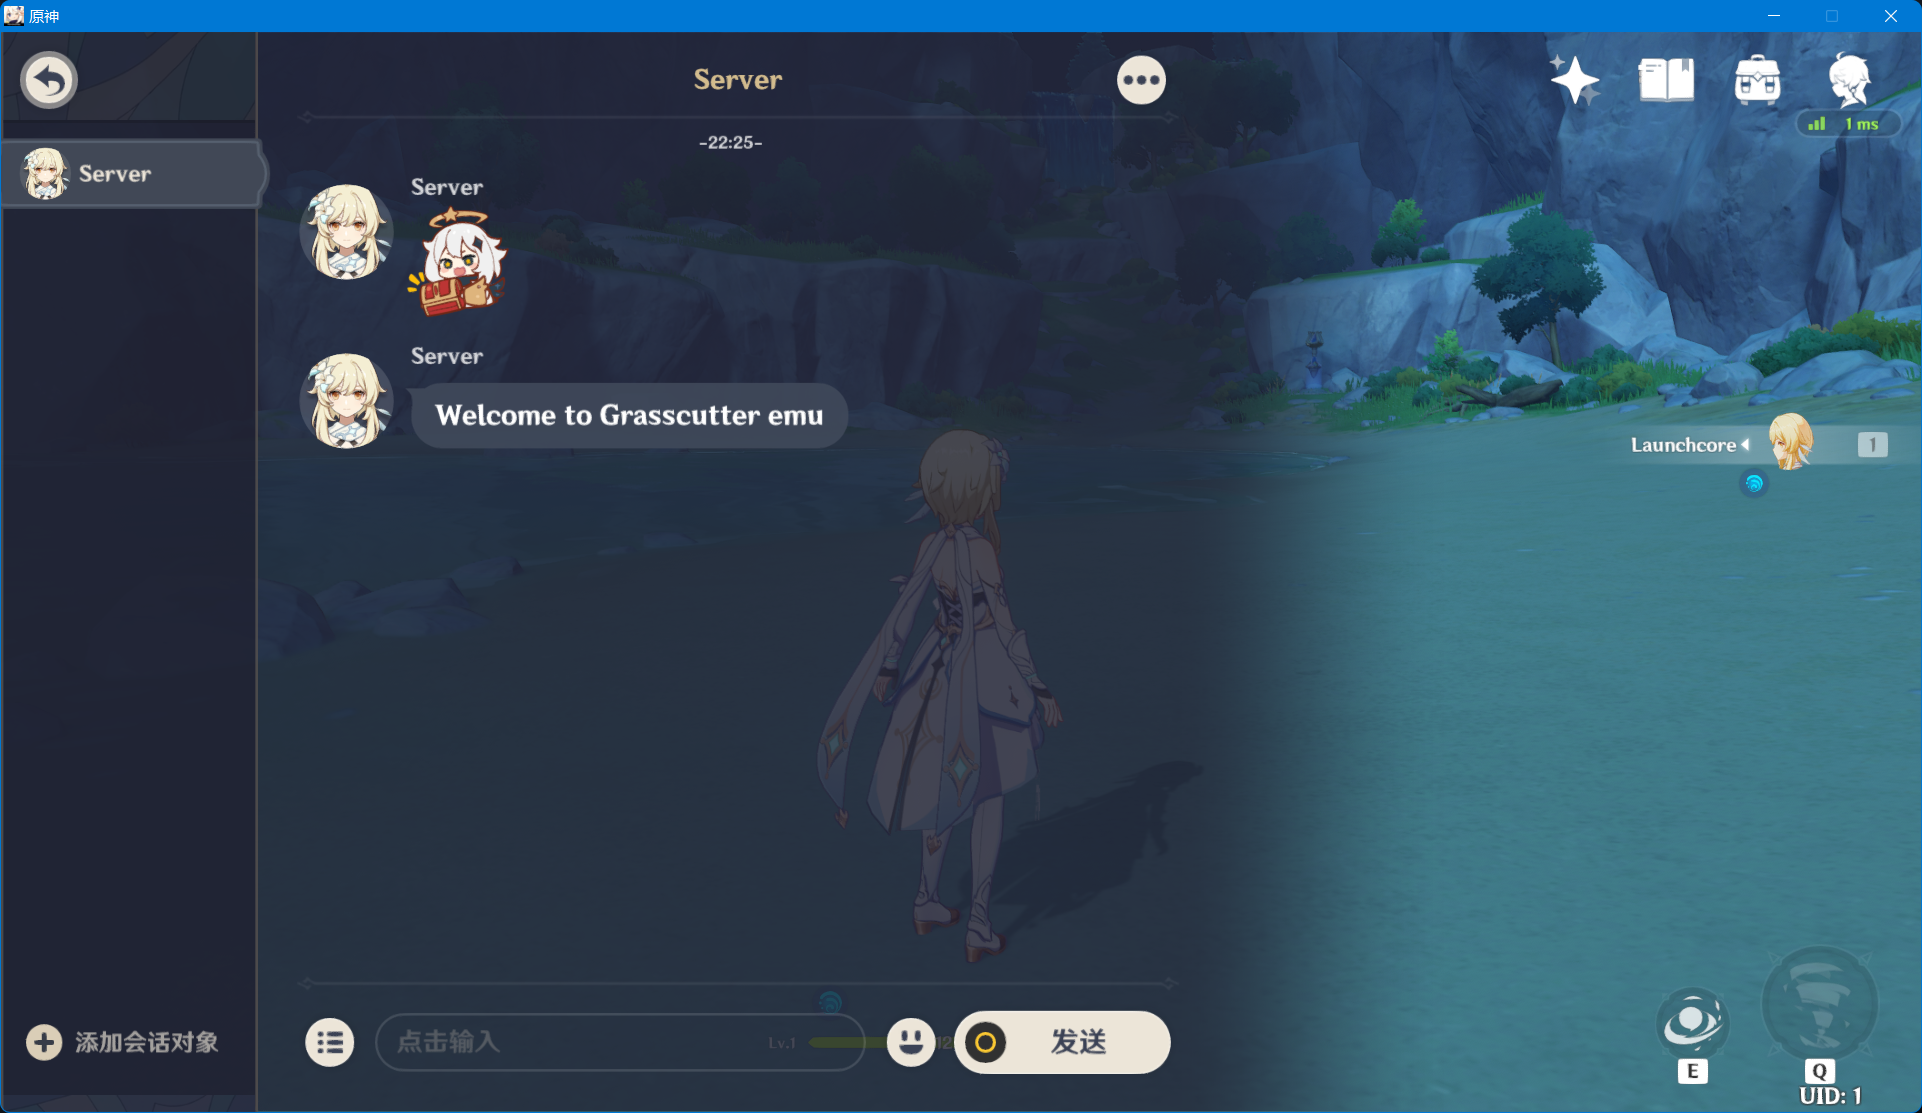 原神
Server
1 ms
-22:25-
Server
Server
Server
Welcome to Grasscutter emu
Launchcore
1
添加会话对象
点击输入
Lv.1
12
发送
E
Q
UID: 1